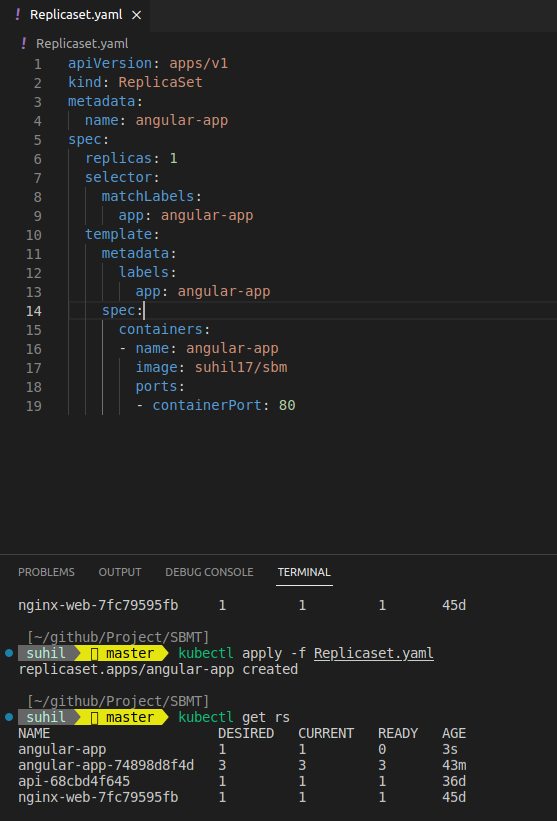 ! Replicaset.yaml ×
! Replicaset.yaml
1 apiVersion: apps/v1
2 kind: ReplicaSet
3 metadata:
4   name: angular-app
5 spec:
6   replicas: 1
7   selector:
8     matchLabels:
9       app: angular-app
10   template:
11     metadata:
12       labels:
13         app: angular-app
14     spec:
15       containers:
16       - name: angular-app
17         image: suhil17/sbm
18         ports:
19         - containerPort: 80
PROBLEMS OUTPUT DEBUG CONSOLE TERMINAL
nginx-web-7fc79595fb     1         1         1       45d
[~/github/Project/SBMT]
suhil master kubectl apply -f Replicaset.yaml
replicaset.apps/angular-app created
[~/github/Project/SBMT]
suhil master kubectl get rs
NAME                     DESIRED   CURRENT   READY   AGE
angular-app              1         1         0       3s
angular-app-74898d8f4d   3         3         3       43m
api-68cbd4f645           1         1         1       36d
nginx-web-7fc79595fb     1         1         1       45d